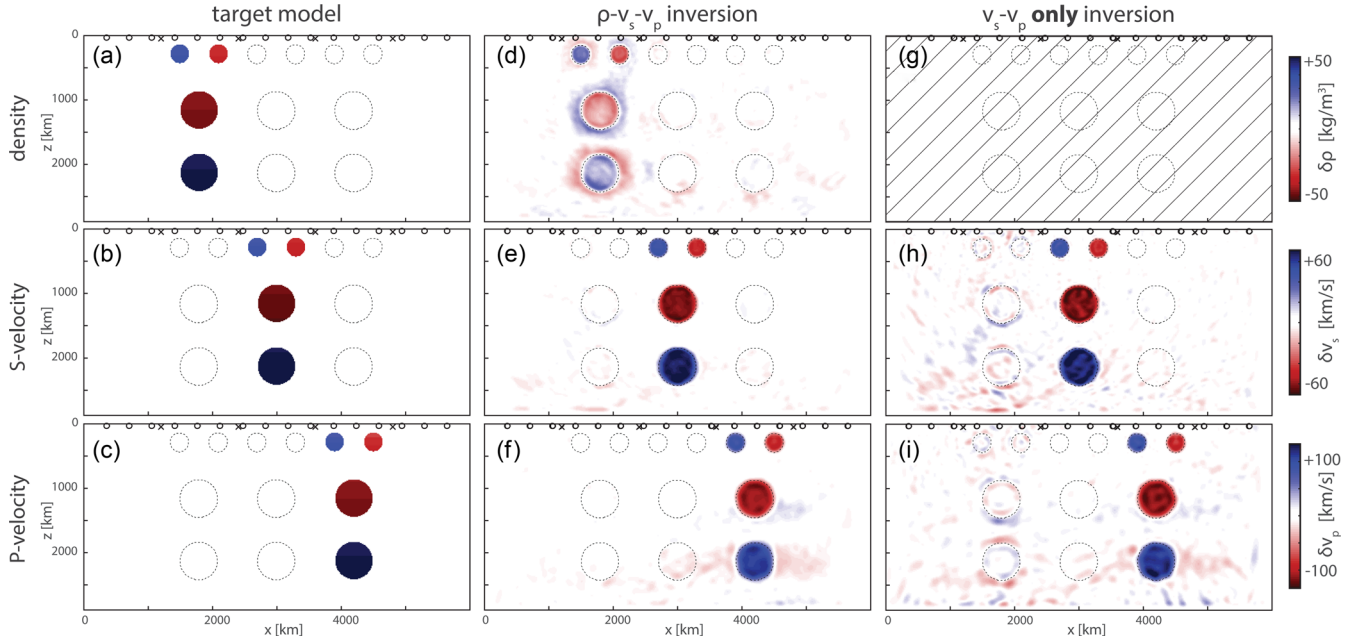 target model
ρ-vs-vp inversion
vs-vp only inversion
density
(a)
(d)
(g)
0
1000
2000
z [km]
+50
-50
δρ [kg/m³]
S-velocity
(b)
(e)
(h)
0
1000
2000
z [km]
+60
-60
δvs [km/s]
P-velocity
(c)
(f)
(i)
0
1000
2000
z [km]
+100
-100
δvp [km/s]
0 2000 4000
0 2000 4000
0 2000 4000
x [km]
x [km]
x [km]